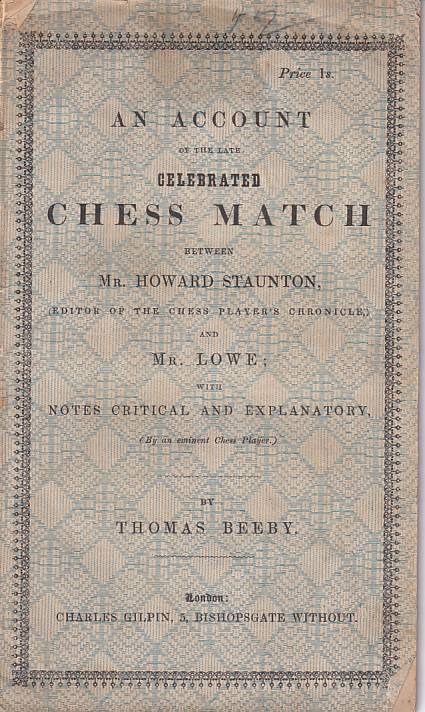 Price 1s.
AN ACCOUNT
OF THE LATE
CELEBRATED
CHESS MATCH
BETWEEN
MR. HOWARD STAUNTON,
(EDITOR OF THE CHESS PLAYER'S CHRONICLE,)
AND
MR. LOWE;
WITH
NOTES CRITICAL AND EXPLANATORY,
(By an eminent Chess Player.)
BY
THOMAS BEEBY.
London:
CHARLES GILPIN, 5, BISHOPSGATE WITHOUT.